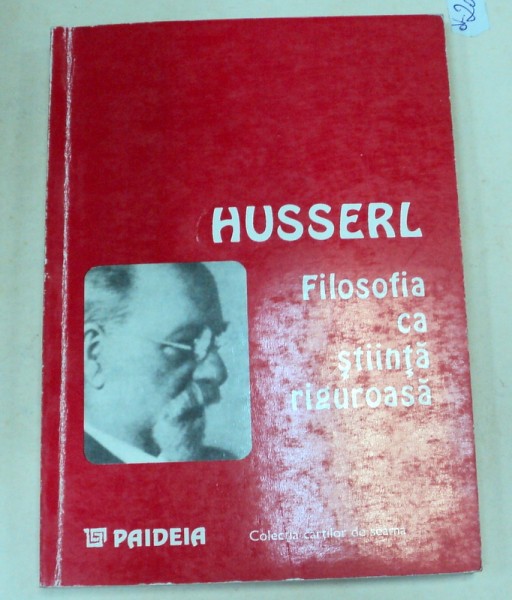 HUSSERL
Filosofia
ca
știință
riguroasă
PAIDEIA
Colecția cărților de seamă